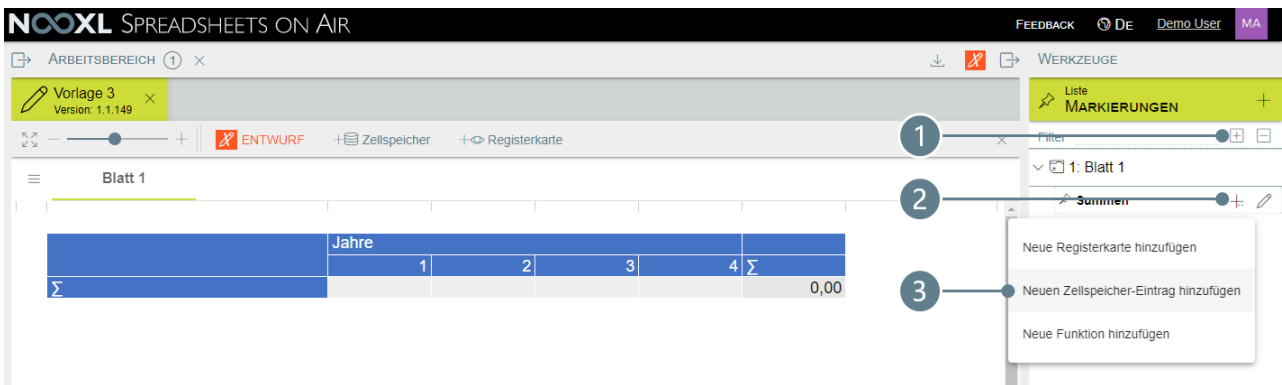 NOOXL SPREADSHEETS ON AIR
FEEDBACK DE Demo User MA
ARBEITSBEREICH 1
WERKZEUGE
Vorlage 3
Version: 1.1.149
Liste
MARKIERUNGEN
ENTWURF Zellspeicher Registerkarte
1
Filter
1: Blatt 1
Blatt 1
2
Summen
Jahre
1 2 3 4 Σ
Σ 0,00
Neue Registerkarte hinzufügen
3
Neuen Zellspeicher-Eintrag hinzufügen
Neue Funktion hinzufügen